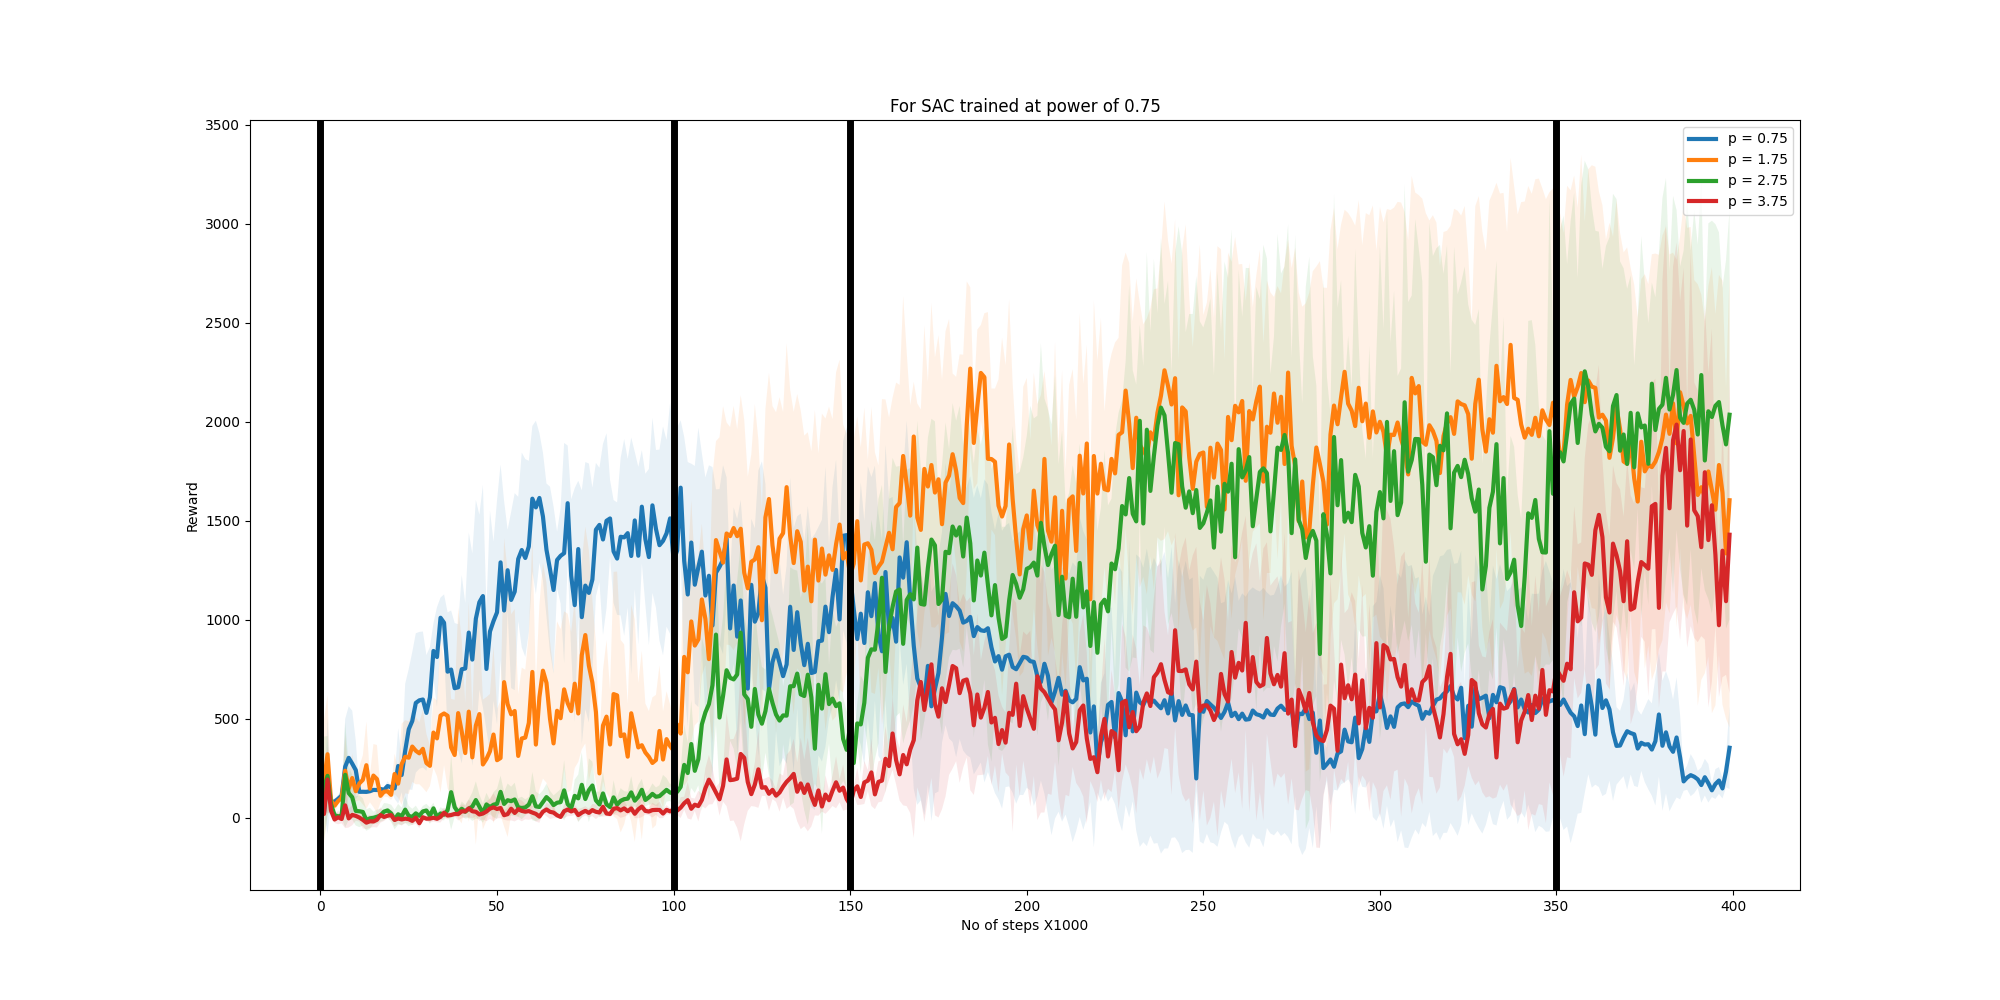 For SAC trained at power of 0.75
p = 0.75
p = 1.75
p = 2.75
p = 3.75
Reward
3500
3000
2500
2000
1500
1000
500
0
0 50 100 150 200 250 300 350 400
No of steps X1000